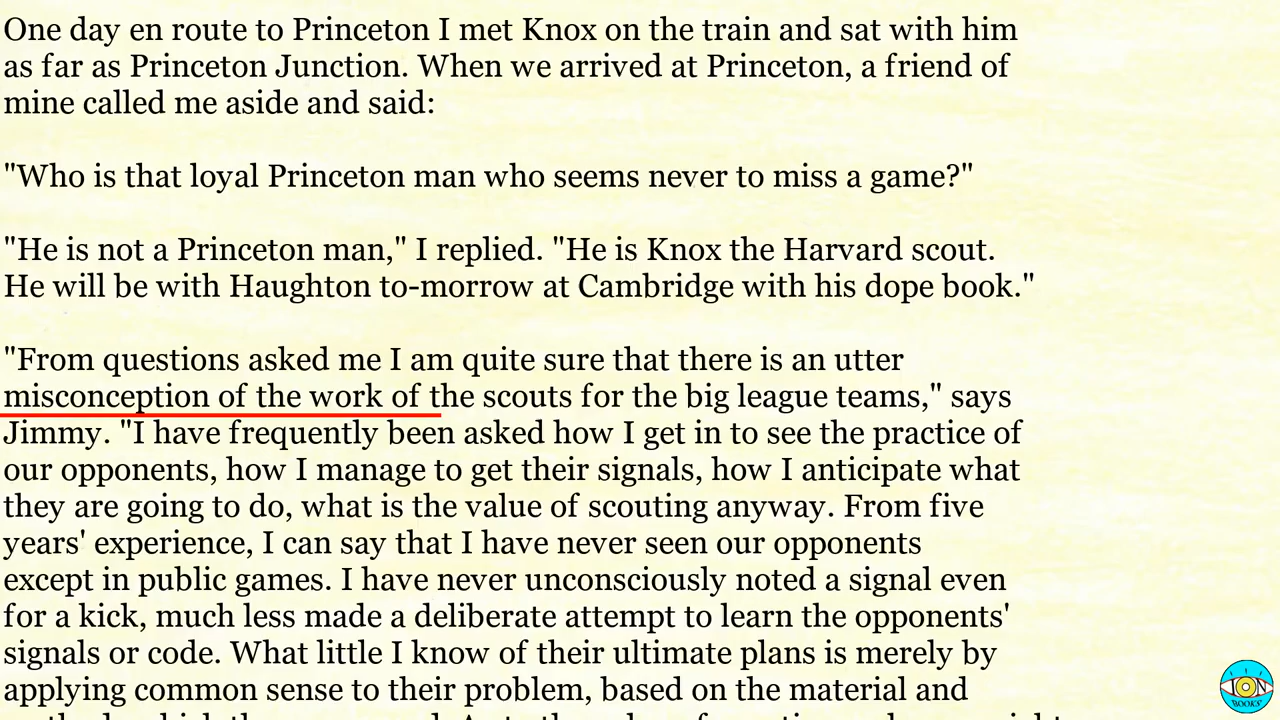 One day en route to Princeton I met Knox on the train and sat with him
as far as Princeton Junction. When we arrived at Princeton, a friend of
mine called me aside and said:
"Who is that loyal Princeton man who seems never to miss a game?"
"He is not a Princeton man," I replied. "He is Knox the Harvard scout.
He will be with Haughton to-morrow at Cambridge with his dope book."
"From questions asked me I am quite sure that there is an utter
misconception of the work of the scouts for the big league teams," says
Jimmy. "I have frequently been asked how I get in to see the practice of
our opponents, how I manage to get their signals, how I anticipate what
they are going to do, what is the value of scouting anyway. From five
years' experience, I can say that I have never seen our opponents
except in public games. I have never unconsciously noted a signal even
for a kick, much less made a deliberate attempt to learn the opponents'
signals or code. What little I know of their ultimate plans is merely by
applying common sense to their problem, based on the material and
ION
BOOKS